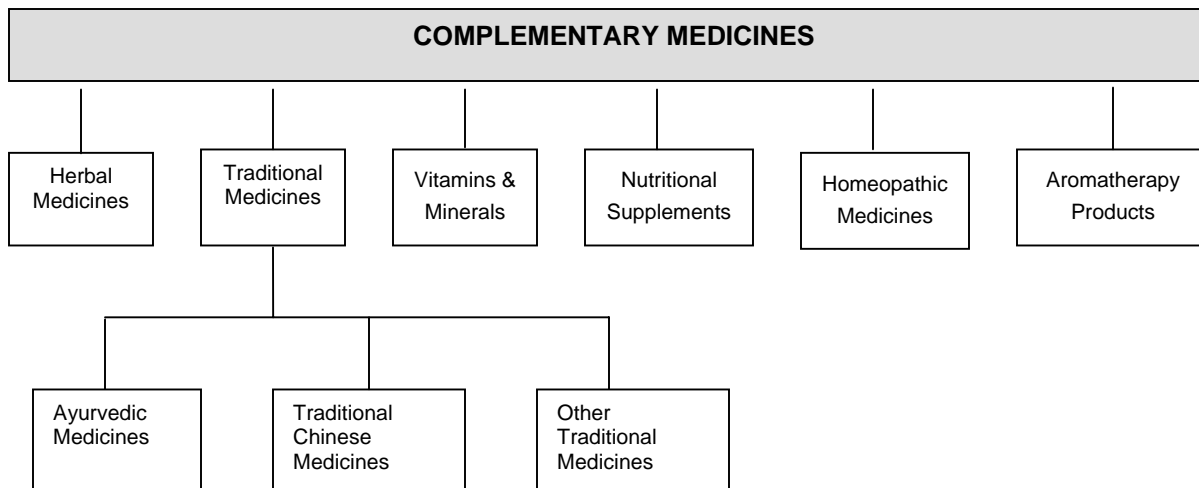 COMPLEMENTARY MEDICINES
Herbal
Medicines
Traditional
Medicines
Vitamins &
Minerals
Nutritional
Supplements
Homeopathic
Medicines
Aromatherapy
Products
Ayurvedic
Medicines
Traditional
Chinese
Medicines
Other
Traditional
Medicines